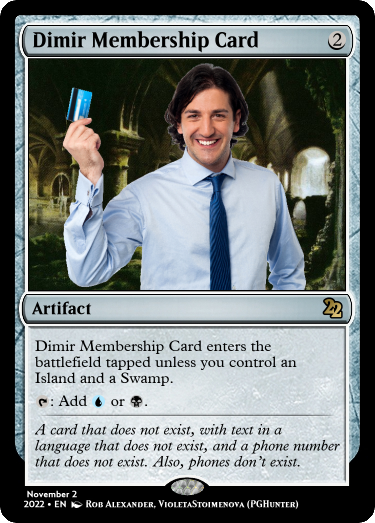 Dimir Membership Card 2
Artifact
22
Dimir Membership Card enters the
battlefield tapped unless you control an
Island and a Swamp.
: Add or .
A card that does not exist, with text in a
language that does not exist, and a phone number
that does not exist. Also, phones don't exist.
November 2
2022 • EN Rob Alexander, VioletaStoimenova (PGHunter)